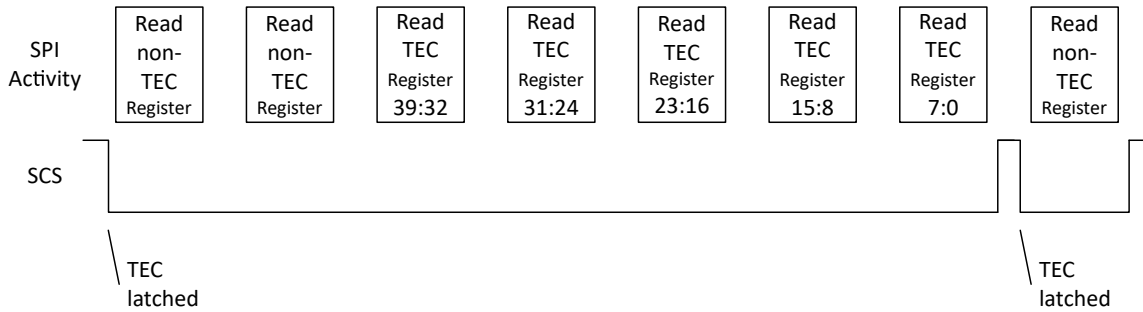 SPI
Activity
Read
non-
TEC
Register
Read
non-
TEC
Register
Read
TEC
Register
39:32
Read
TEC
Register
31:24
Read
TEC
Register
23:16
Read
TEC
Register
15:8
Read
TEC
Register
7:0
Read
non-
TEC
Register
SCS
TEC
latched
TEC
latched